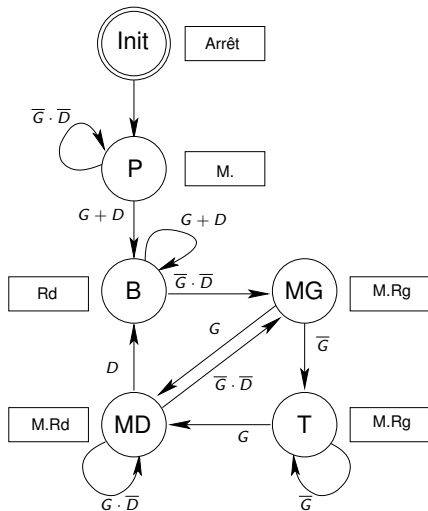 Init
Arrêt
G̅ · D̅
P
M.
G + D
G + D
Rd
B
G̅ · D̅
MG
M.Rg
G
G̅
D
G̅ · D̅
M.Rd
MD
G
T
M.Rg
G · D̅
G̅